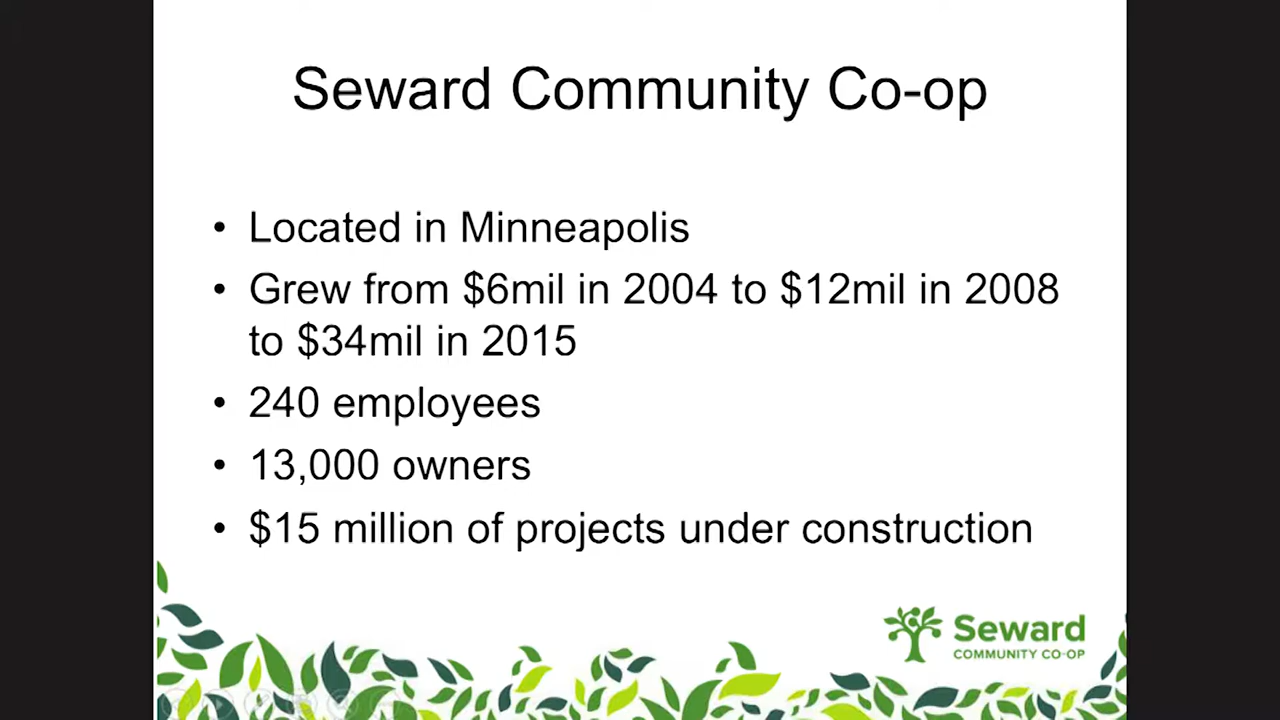 Seward Community Co-op
• Located in Minneapolis
• Grew from $6mil in 2004 to $12mil in 2008
to $34mil in 2015
• 240 employees
• 13,000 owners
• $15 million of projects under construction
Seward
COMMUNITY CO-OP